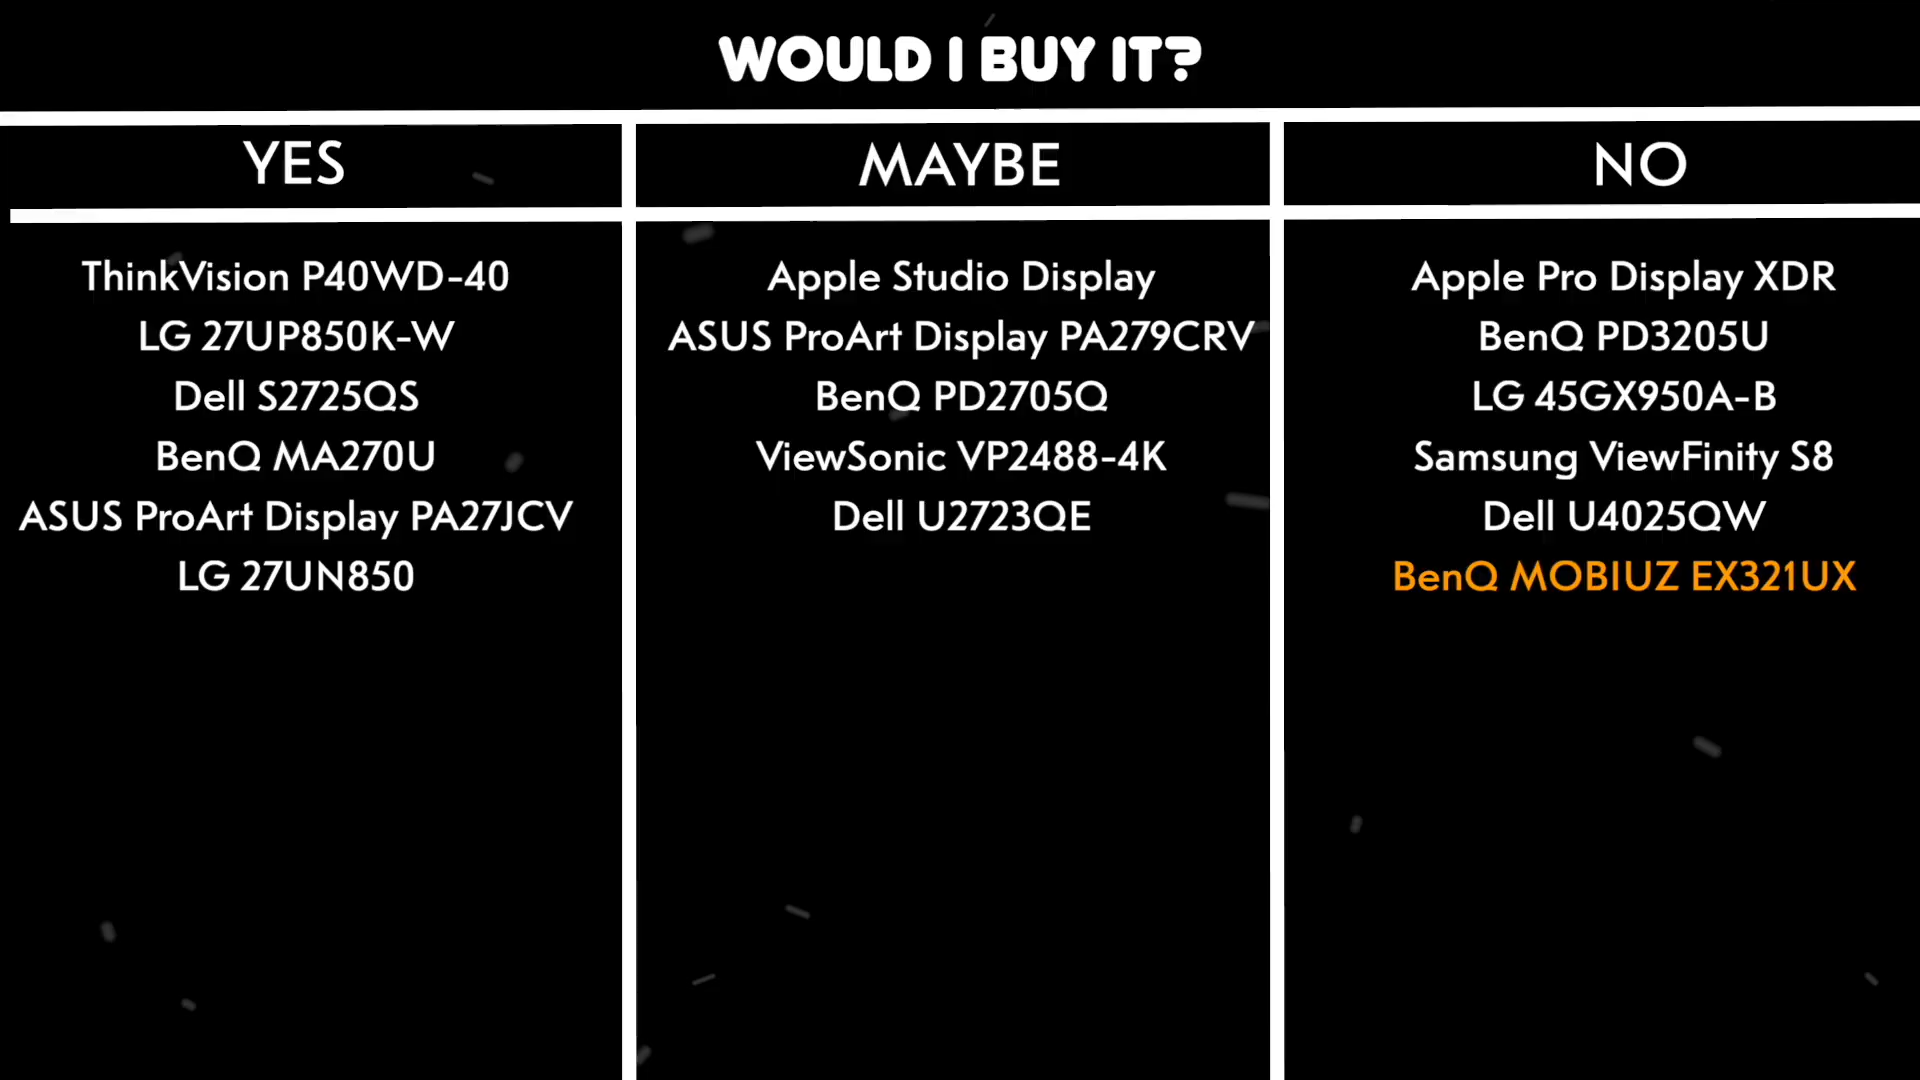 WOULD I BUY IT?
YES
MAYBE
NO
ThinkVision P40WD-40
LG 27UP850K-W
Dell S2725QS
BenQ MA270U
ASUS ProArt Display PA27JCV
LG 27UN850
Apple Studio Display
ASUS ProArt Display PA279CRV
BenQ PD2705Q
ViewSonic VP2488-4K
Dell U2723QE
Apple Pro Display XDR
BenQ PD3205U
LG 45GX950A-B
Samsung ViewFinity S8
Dell U4025QW
BenQ MOBIUZ EX321UX